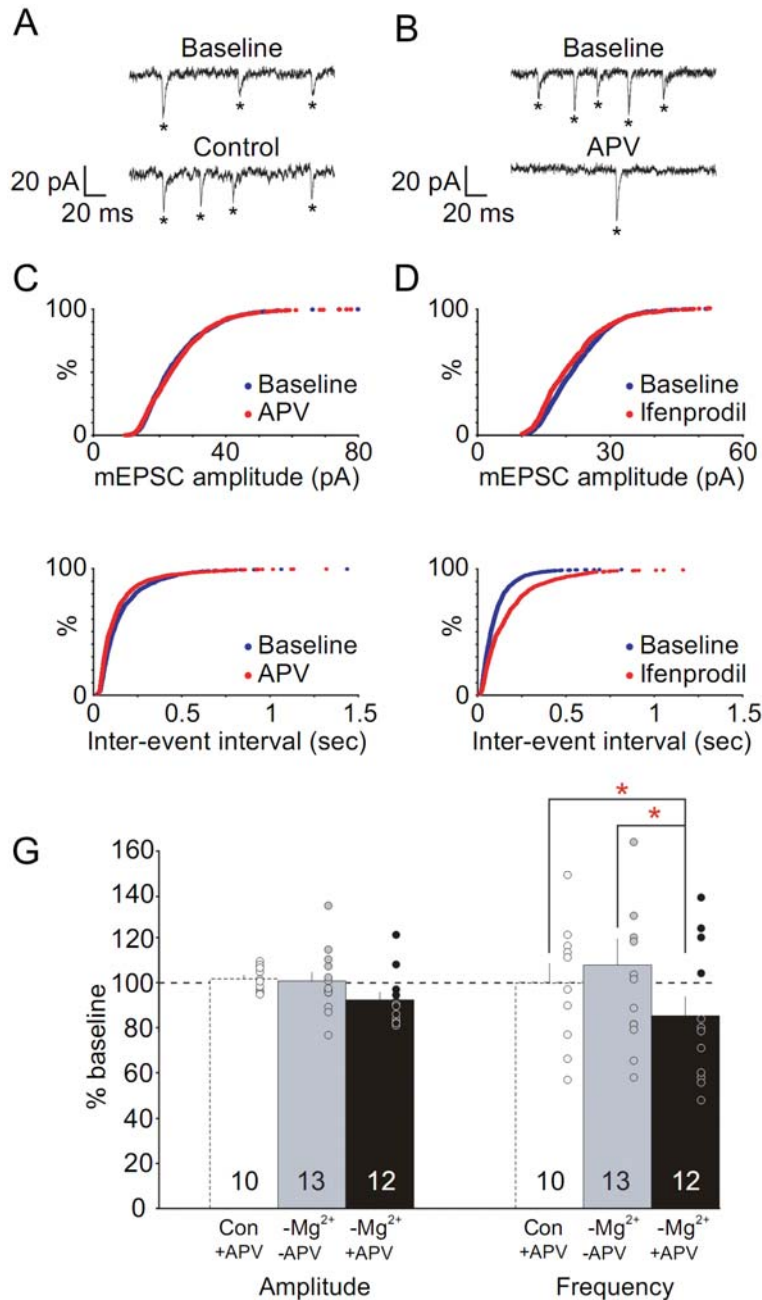 A
Baseline
*
*
*
Control
20 pA
20 ms
*
*
*
*
B
Baseline
*
*
*
*
*
APV
20 pA
20 ms
*
C
100
%
0
Baseline
APV
0
40
80
mEPSC amplitude (pA)
100
%
0
Baseline
APV
0
0.5
1
1.5
Inter-event interval (sec)
D
100
%
0
Baseline
Ifenprodil
0
30
60
mEPSC amplitude (pA)
100
%
0
Baseline
Ifenprodil
0
0.5
1
1.5
Inter-event interval (sec)
G
*
*
160
140
120
100
80
60
40
20
0
% baseline
10
13
12
10
13
12
Con
+APV
-Mg²⁺
-APV
-Mg²⁺
+APV
Con
+APV
-Mg²⁺
-APV
-Mg²⁺
+APV
Amplitude
Frequency